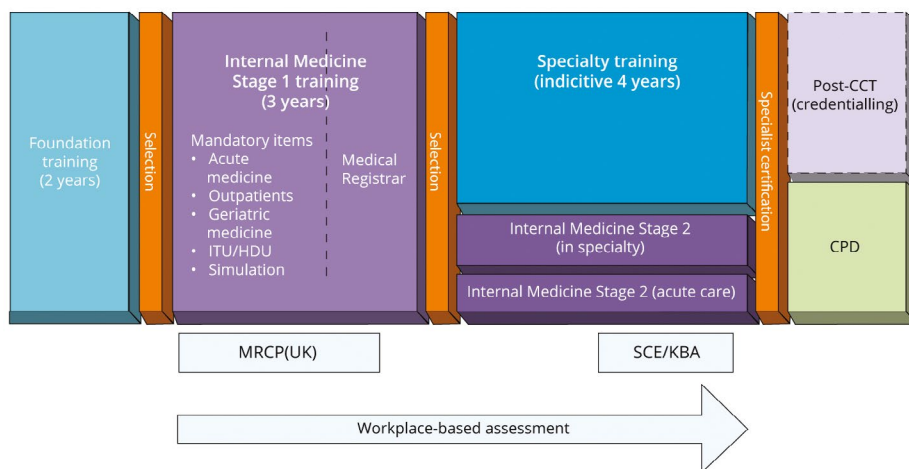 Foundation
training
(2 years)
Selection
Internal Medicine
Stage 1 training
(3 years)
Mandatory items
• Acute
medicine
• Outpatients
• Geriatric
medicine
• ITU/HDU
• Simulation
Medical
Registrar
Selection
Specialty training
(indicitive 4 years)
Internal Medicine Stage 2
(in specialty)
Internal Medicine Stage 2 (acute care)
Specialist certification
Post-CCT
(credentialling)
CPD
MRCP(UK)
SCE/KBA
Workplace-based assessment